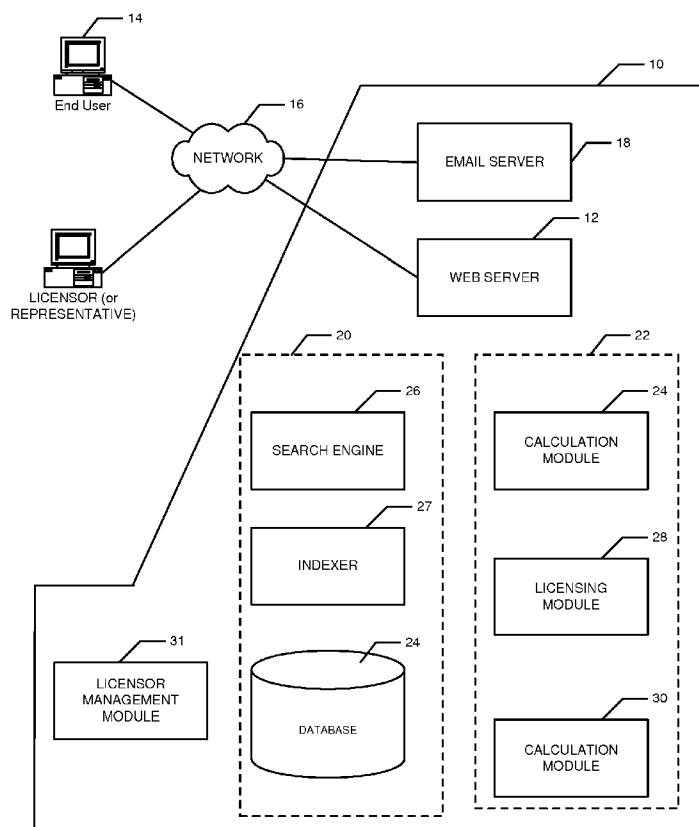 14
End User
10
16
NETWORK
EMAIL SERVER
18
12
WEB SERVER
LICENSOR (or
REPRESENTATIVE)
20
22
26
SEARCH ENGINE
24
CALCULATION
MODULE
27
INDEXER
28
LICENSING
MODULE
31
LICENSOR
MANAGEMENT
MODULE
24
DATABASE
30
CALCULATION
MODULE